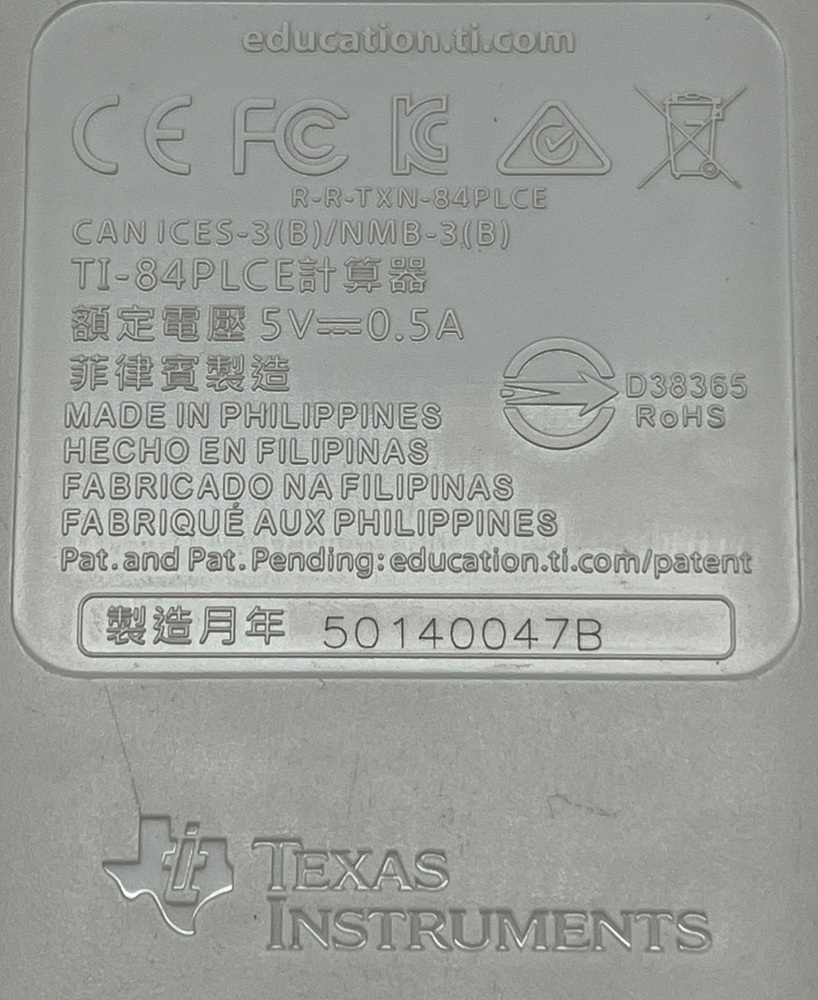 education.ti.com
CE FC KC
R-R-TXN-84PLCE
CAN ICES-3(B)/NMB-3(B)
TI-84PLCE計算器
額定電壓 5V⎓0.5A
菲律賓製造
D38365
RoHS
MADE IN PHILIPPINES
HECHO EN FILIPINAS
FABRICADO NA FILIPINAS
FABRIQUÉ AUX PHILIPPINES
Pat. and Pat. Pending: education.ti.com/patent
製造月年 50140047B
ti TEXAS
INSTRUMENTS